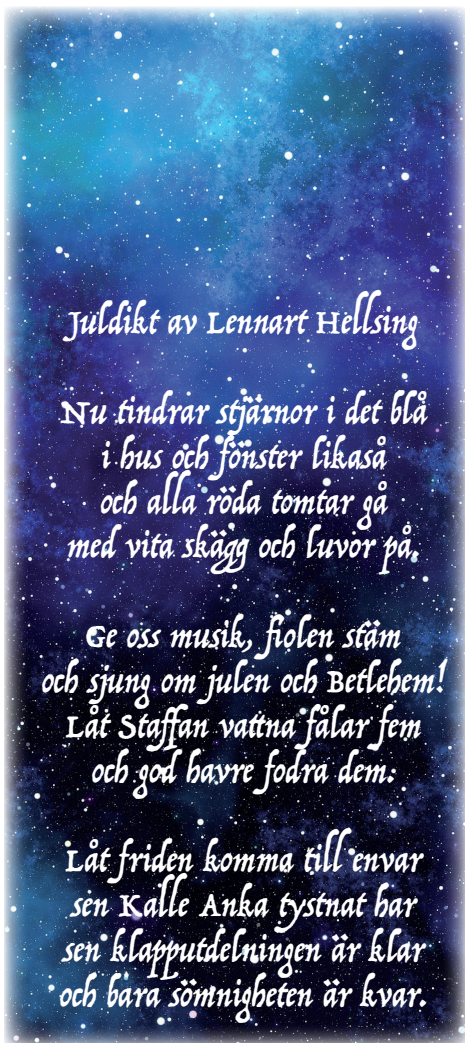 Juldikt av Lennart Hellsing
Nu tindrar stjärnor i det blå
i hus och fönster likaså
och alla röda tomtar gå
med vita skägg och luvor på.
Ge oss musik, fiolen stäm
och sjung om julen och Betlehem!
Låt Staffan vattna fålar fem
och god havre fodra dem.
Låt friden komma till envar
sen Kalle Anka tystnat har
sen klapputdelningen är klar
och bara sömnigheten är kvar.